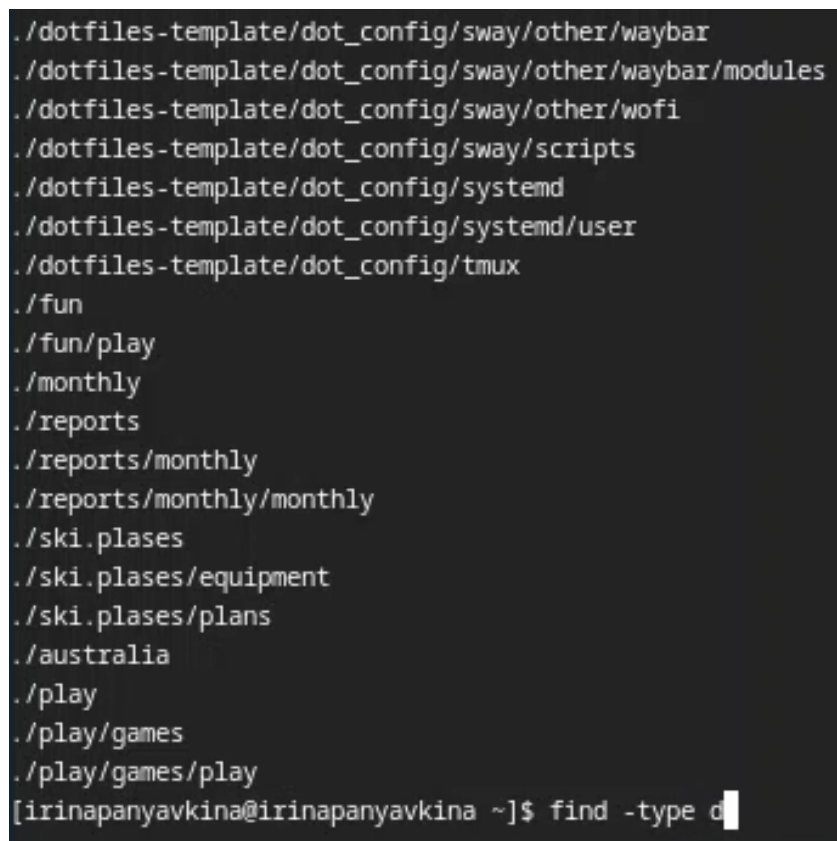 ./dotfiles-template/dot_config/sway/other/waybar
./dotfiles-template/dot_config/sway/other/waybar/modules
./dotfiles-template/dot_config/sway/other/wofi
./dotfiles-template/dot_config/sway/scripts
./dotfiles-template/dot_config/systemd
./dotfiles-template/dot_config/systemd/user
./dotfiles-template/dot_config/tmux
./fun
./fun/play
./monthly
./reports
./reports/monthly
./reports/monthly/monthly
./ski.plases
./ski.plases/equipment
./ski.plases/plans
./australia
./play
./play/games
./play/games/play
[irinapanyavkina@irinapanyavkina ~]$ find -type d